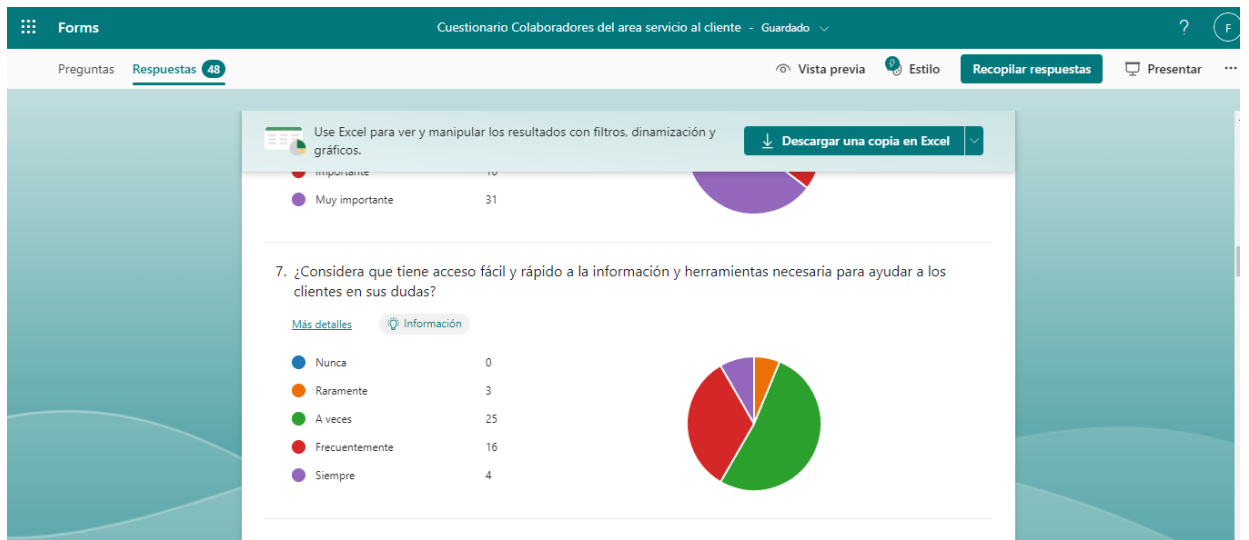 Forms
Cuestionario Colaboradores del area servicio al cliente - Guardado
?
F
Preguntas
Respuestas 48
Vista previa
Estilo
Recopilar respuestas
Presentar
...
Use Excel para ver y manipular los resultados con filtros, dinamización y
gráficos.
Descargar una copia en Excel
Importante
Muy importante 31
7. ¿Considera que tiene acceso fácil y rápido a la información y herramientas necesaria para ayudar a los
clientes en sus dudas?
Más detalles
Información
Nunca 0
Raramente 3
A veces 25
Frecuentemente 16
Siempre 4